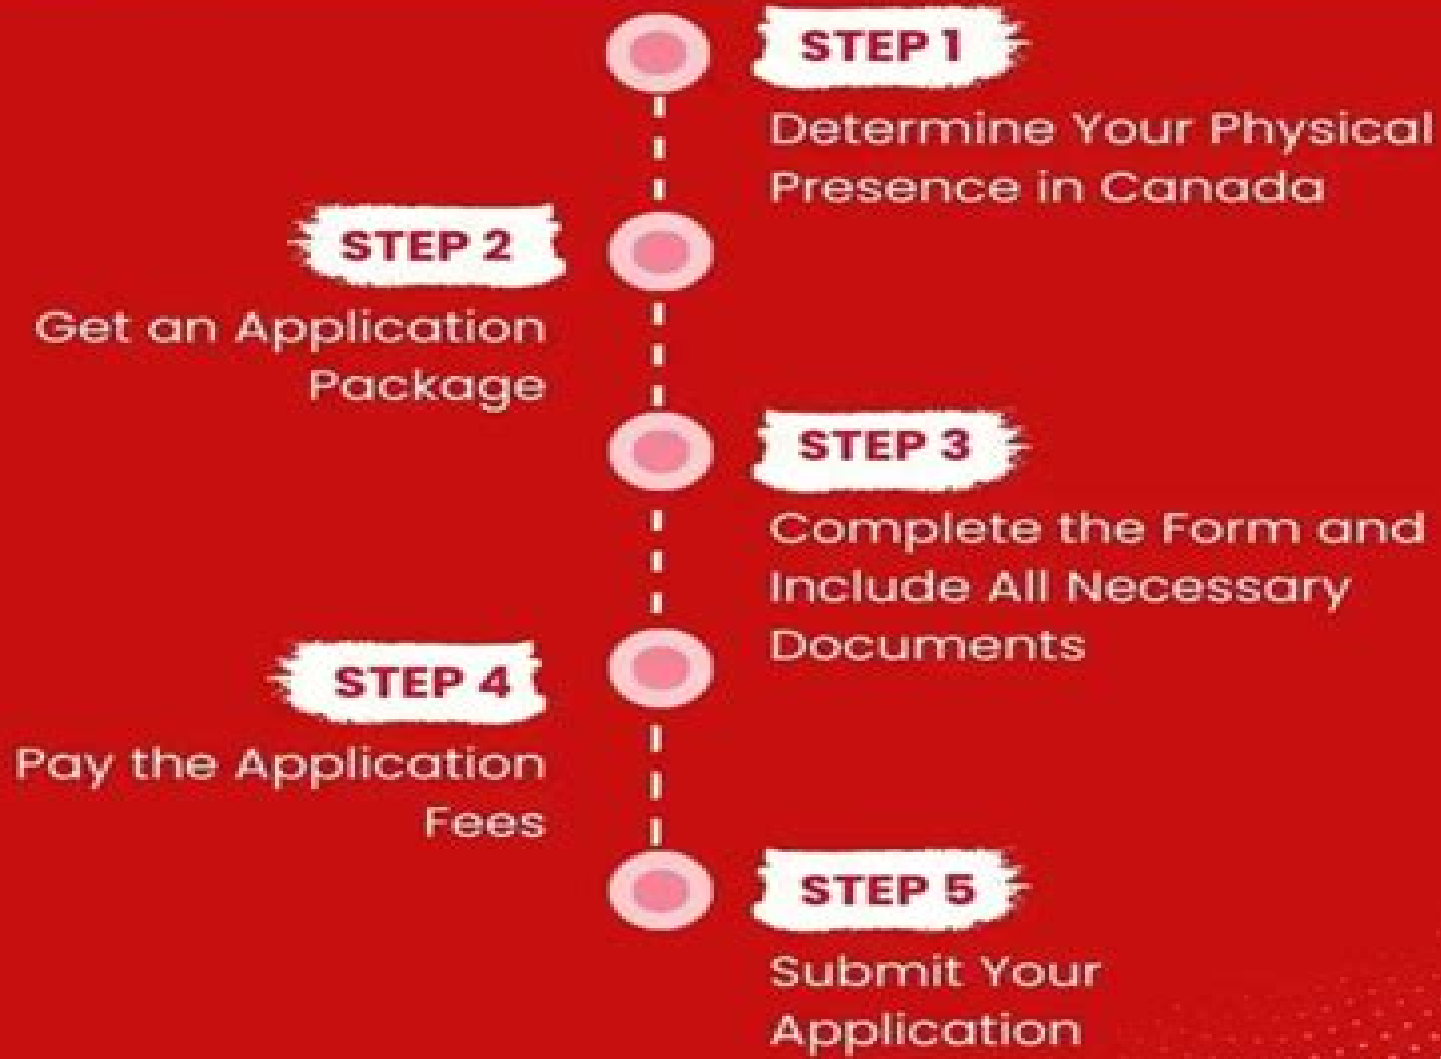 STEP 1
Determine Your Physical
Presence in Canada
STEP 2
Get an Application
Package
STEP 3
Complete the Form and
Include All Necessary
Documents
STEP 4
Pay the Application
Fees
STEP 5
Submit Your
Application